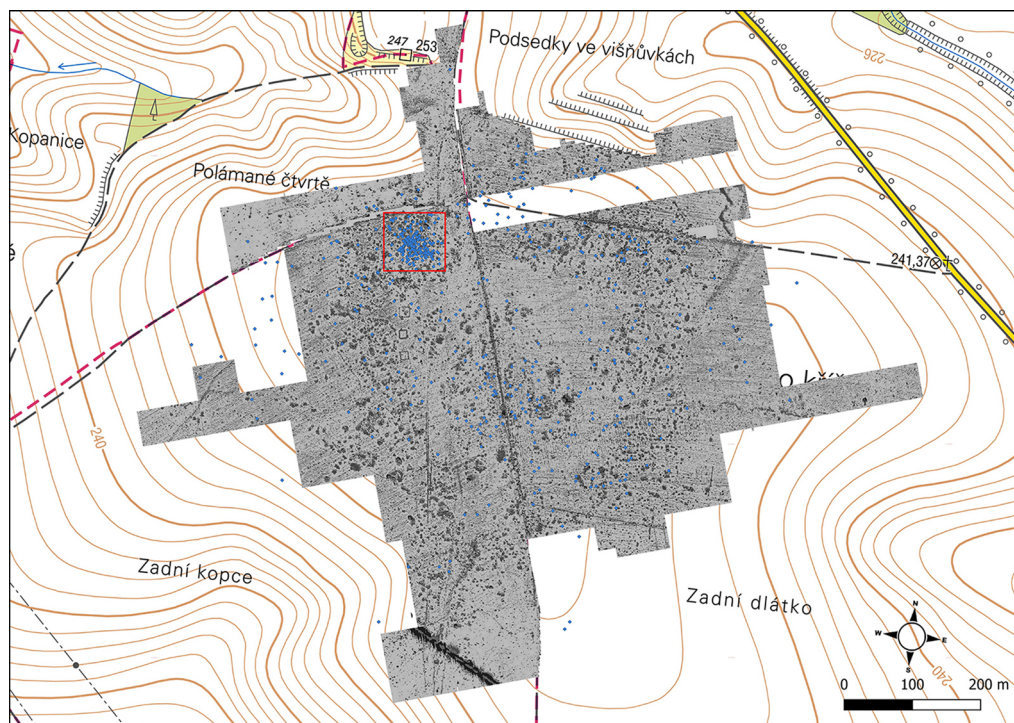 247 253
Podsedky ve višňůvkách
226
Kopanice
Polámané čtvrtě
ě
241,37
240
Zadní kopce
Zadní dlátko
N
W E
S
240
0 100 200 m